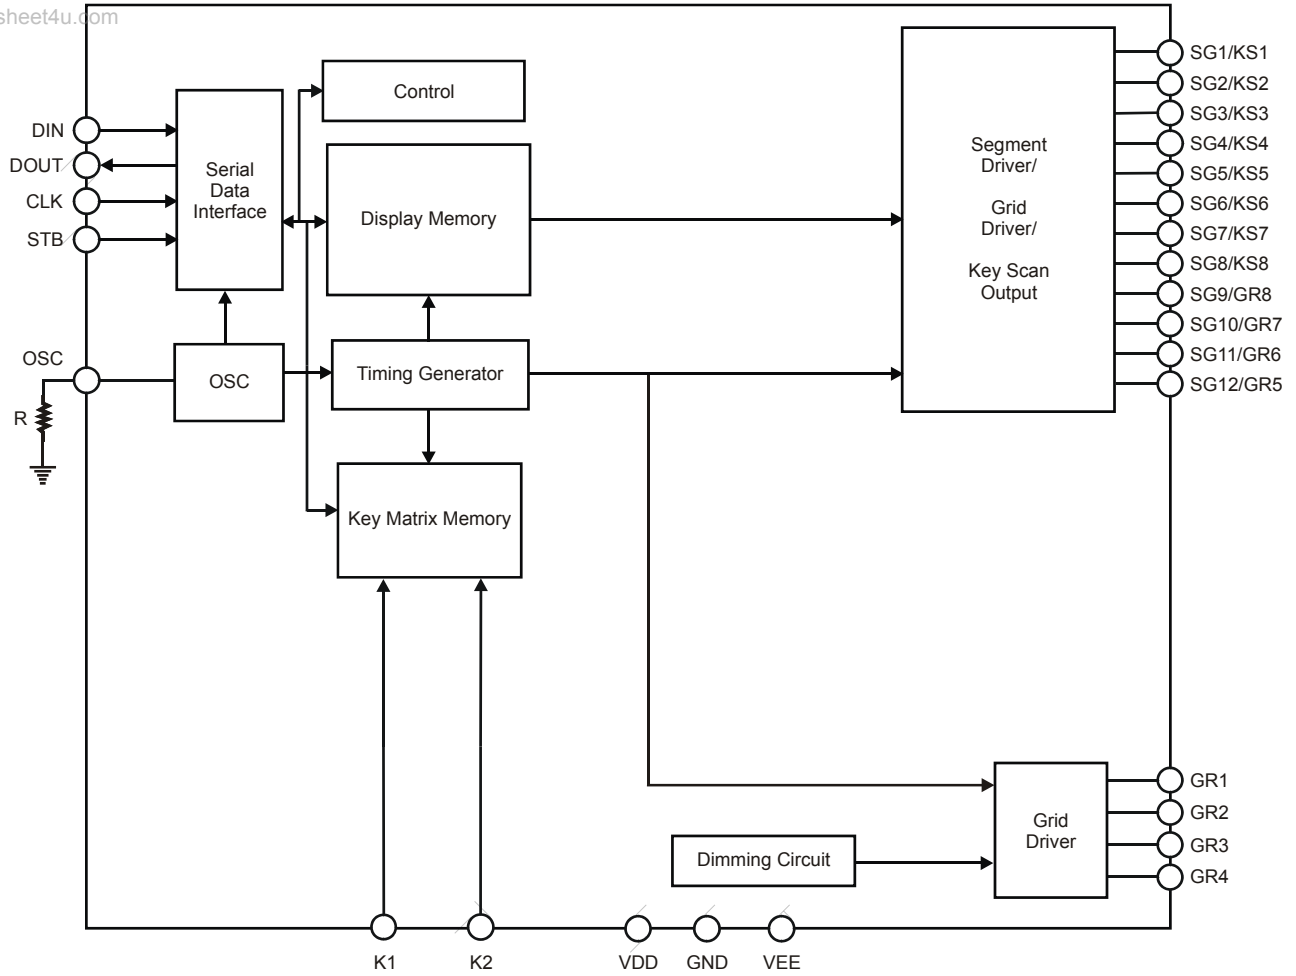 sheet4u.com
Control
DIN
DOUT
CLK
STB
Serial
Data
Interface
Display Memory
Segment
Driver/
Grid
Driver/
Key Scan
Output
SG1/KS1
SG2/KS2
SG3/KS3
SG4/KS4
SG5/KS5
SG6/KS6
SG7/KS7
SG8/KS8
SG9/GR8
SG10/GR7
SG11/GR6
SG12/GR5
OSC
R
OSC
Timing Generator
Key Matrix Memory
Dimming Circuit
Grid
Driver
GR1
GR2
GR3
GR4
K1
K2
VDD
GND
VEE